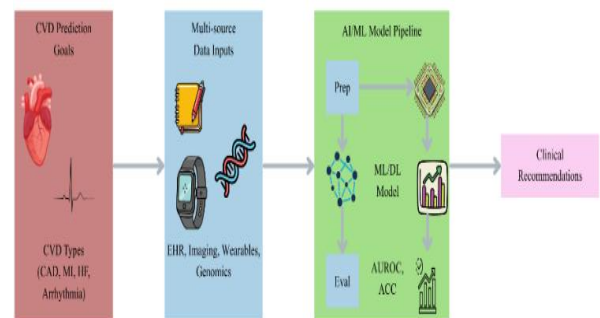 CVD Prediction
Goals
CVD Types
(CAD, MI, HF,
Arrhythmia)
Multi-source
Data Inputs
EHR, Imaging, Wearables,
Genomics
AI/ML Model Pipeline
Prep
ML/DL
Model
Eval
AUROC,
ACC
Clinical
Recommendations